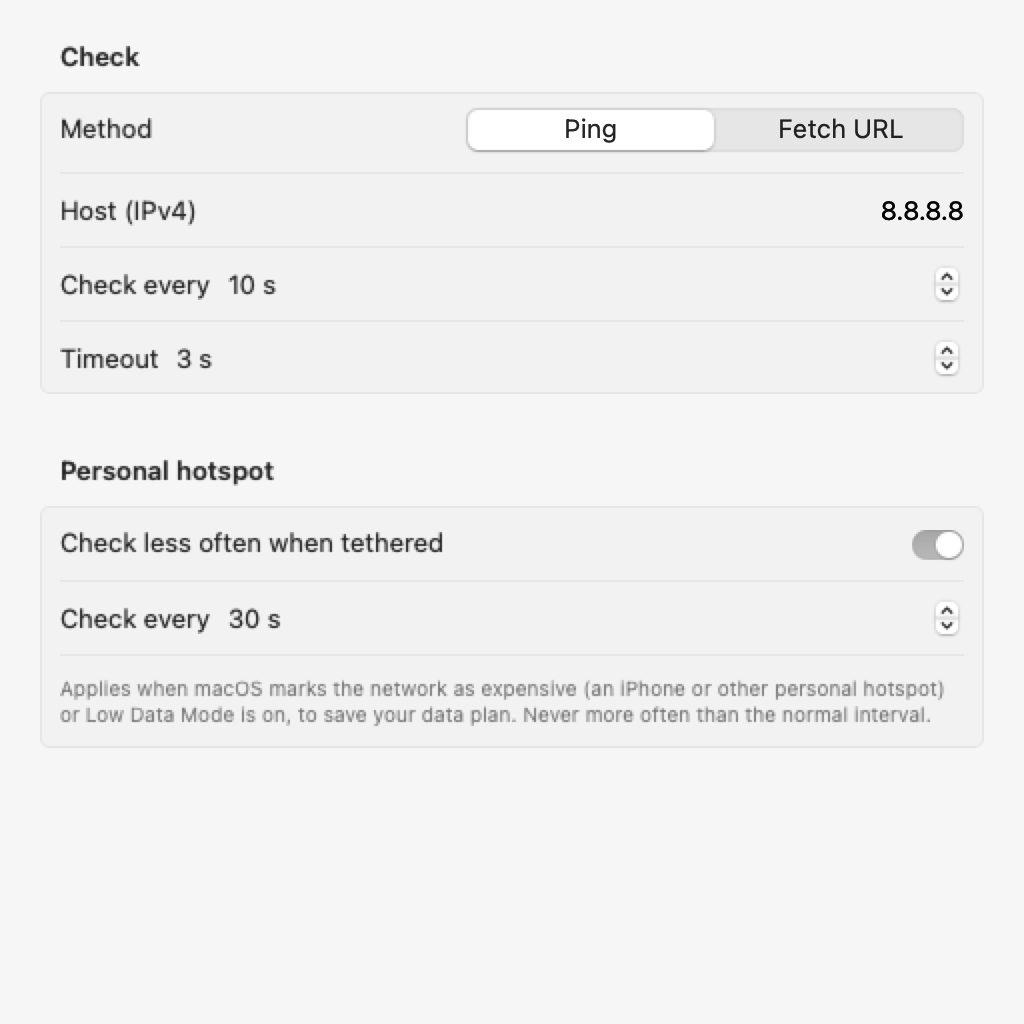 Check
Method Ping Fetch URL
Host (IPv4) 8.8.8.8
Check every 10 s
Timeout 3 s
Personal hotspot
Check less often when tethered
Check every 30 s
Applies when macOS marks the network as expensive (an iPhone or other personal hotspot)
or Low Data Mode is on, to save your data plan. Never more often than the normal interval.